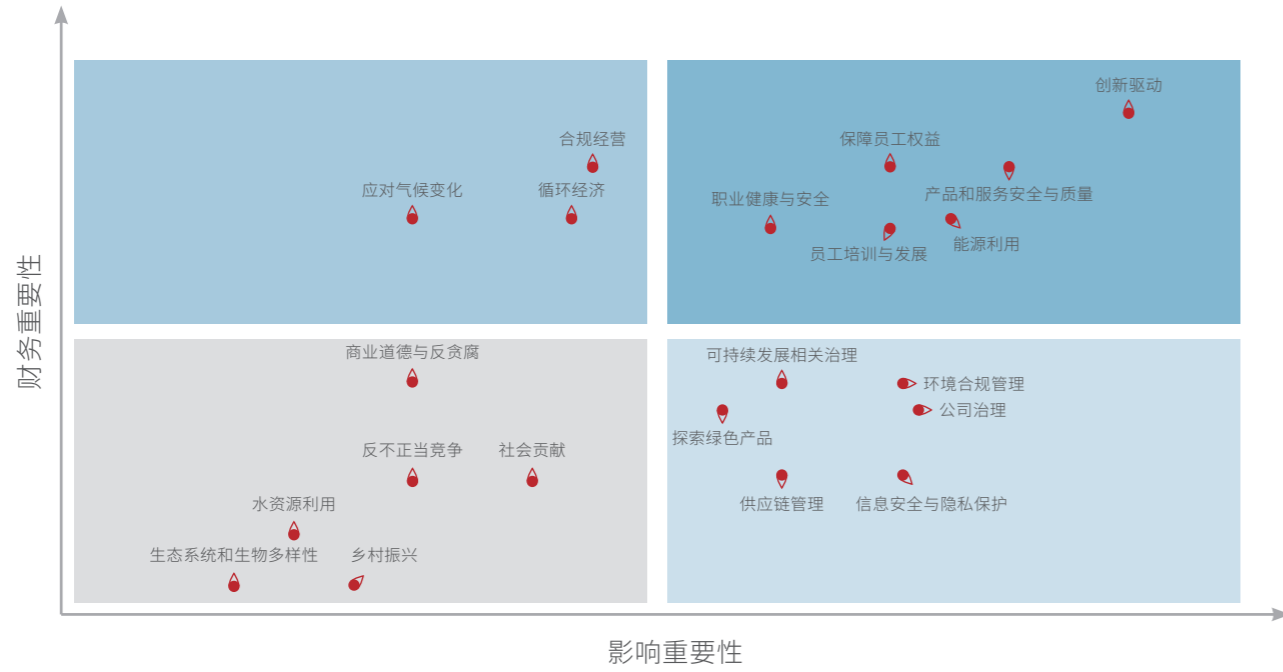 创新驱动
合规经营
保障员工权益
应对气候变化
循环经济
职业健康与安全
产品和服务安全与质量
员工培训与发展
能源利用
财务重要性
商业道德与反贪腐
可持续发展相关治理
环境合规管理
公司治理
探索绿色产品
反不正当竞争
社会贡献
水资源利用
供应链管理
信息安全与隐私保护
生态系统和生物多样性
乡村振兴
影响重要性